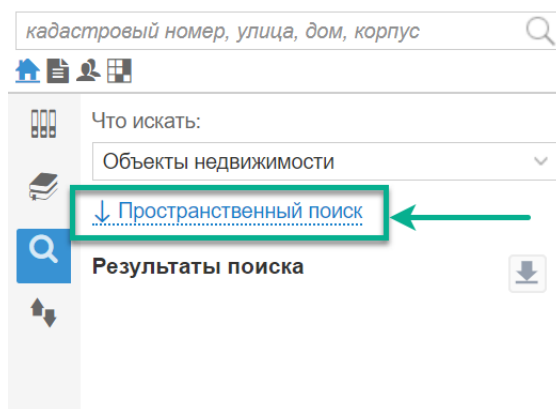 кадастровый номер, улица, дом, корпус
Что искать:
Объекты недвижимости
↓ Пространственный поиск
Результаты поиска